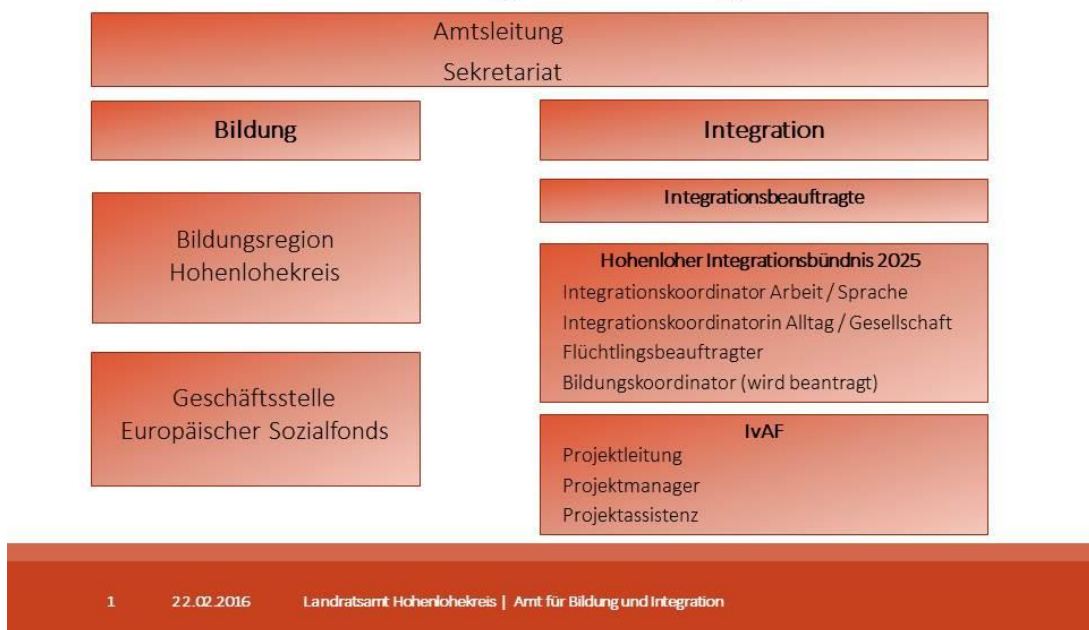 Amtsleitung
Sekretariat
Bildung
Bildungsregion
Hohenlohekreis
Geschäftsstelle
Europäischer Sozialfonds
Integration
Integrationsbeauftragte
Hohenloher Integrationsbündnis 2025
Integrationskoordinator Arbeit / Sprache
Integrationskoordinatorin Alltag / Gesellschaft
Flüchtlingsbeauftragter
Bildungskoordinator (wird beantragt)
IvAF
Projektleitung
Projektmanager
Projektassistenz
1 22.02.2016 Landratsamt Hohenlohekreis | Amt für Bildung und Integration